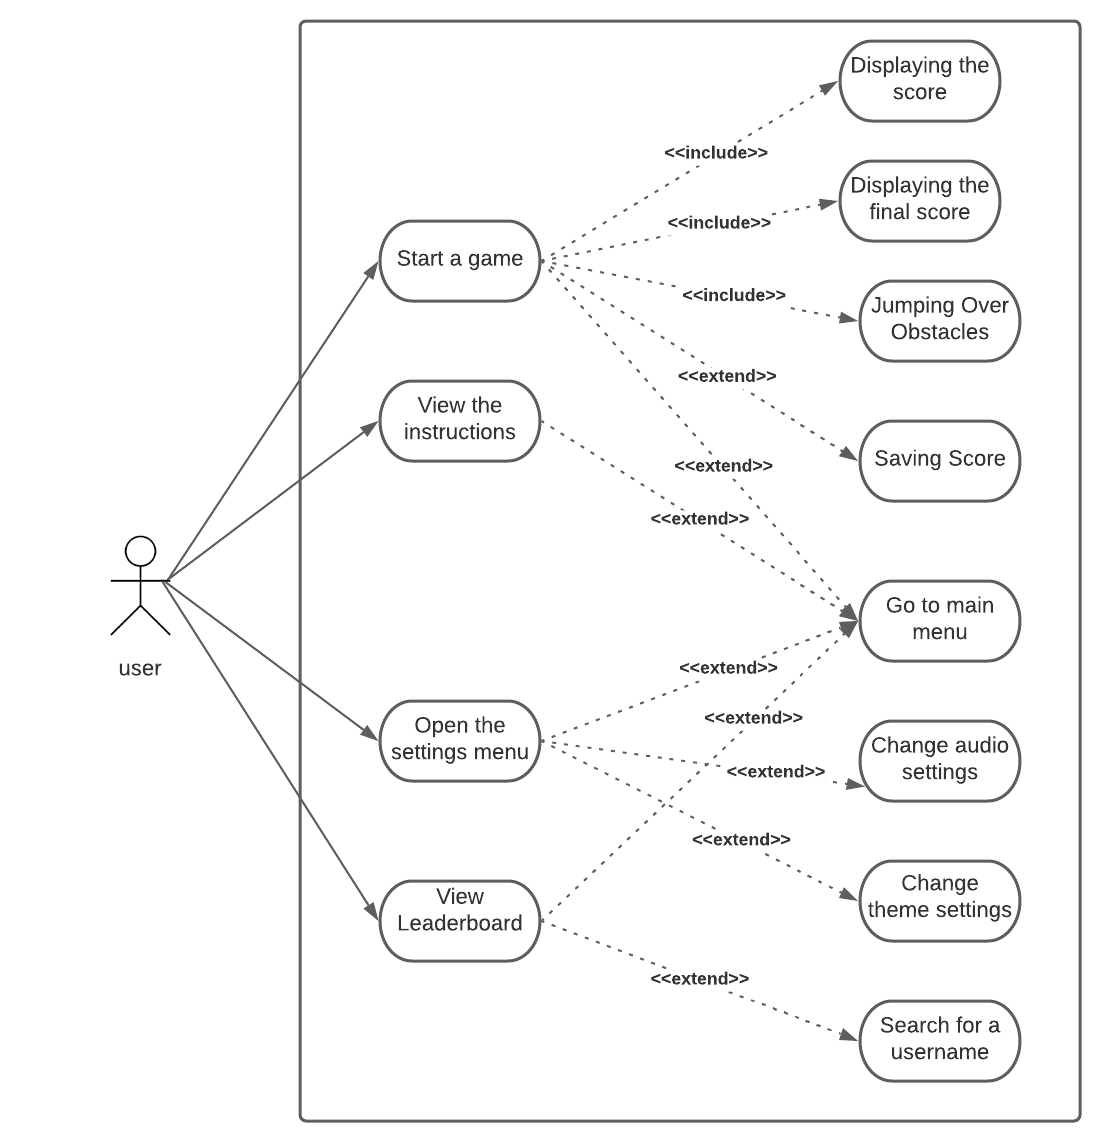 Displaying the
score
<<include>>
Displaying the
final score
<<include>>
Start a game
<<include>>
Jumping Over
Obstacles
<<extend>>
View the
instructions
Saving Score
<<extend>>
<<extend>>
Go to main
menu
user
<<extend>>
<<extend>>
Open the
settings menu
Change audio
settings
<<extend>>
<<extend>>
View
Leaderboard
Change
theme settings
<<extend>>
Search for a
username